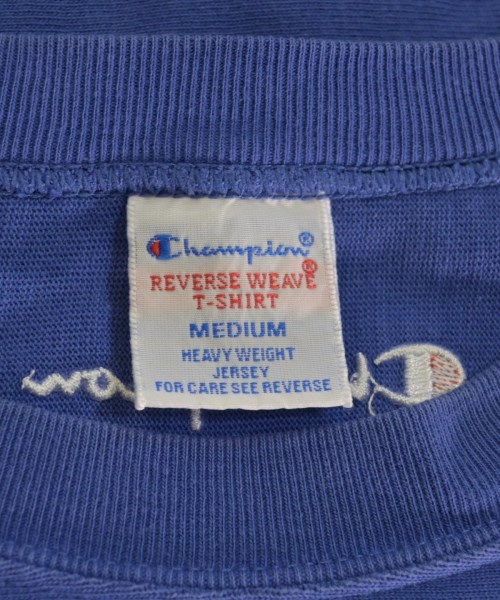 Champion®
REVERSE WEAVE®
T-SHIRT
MEDIUM
HEAVY WEIGHT
JERSEY
FOR CARE SEE REVERSE